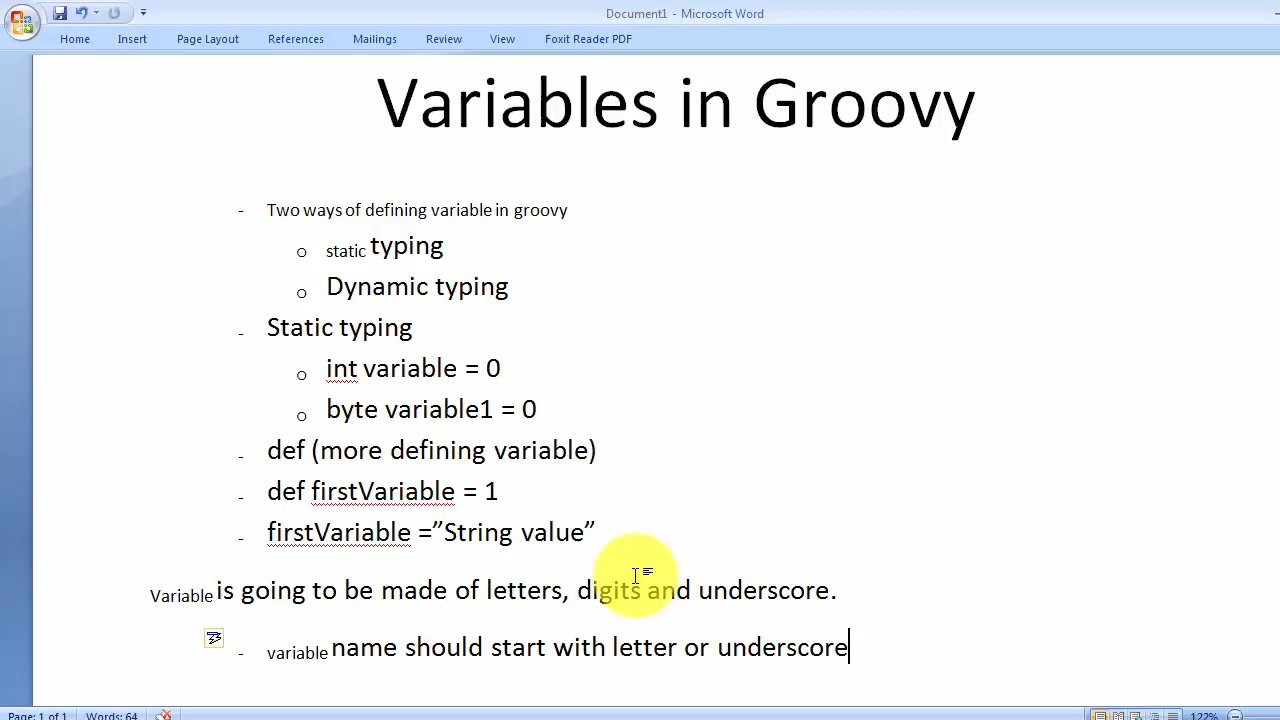 Document1 - Microsoft Word
Home Insert Page Layout References Mailings Review View Foxit Reader PDF
Variables in Groovy
- Two ways of defining variable in groovy
o static typing
o Dynamic typing
- Static typing
o int variable = 0
o byte variable1 = 0
- def (more defining variable)
- def firstVariable = 1
- firstVariable =”String value”
Variable is going to be made of letters, digits and underscore.
- variable name should start with letter or underscore
Page: 1 of 1 Words: 64 122%